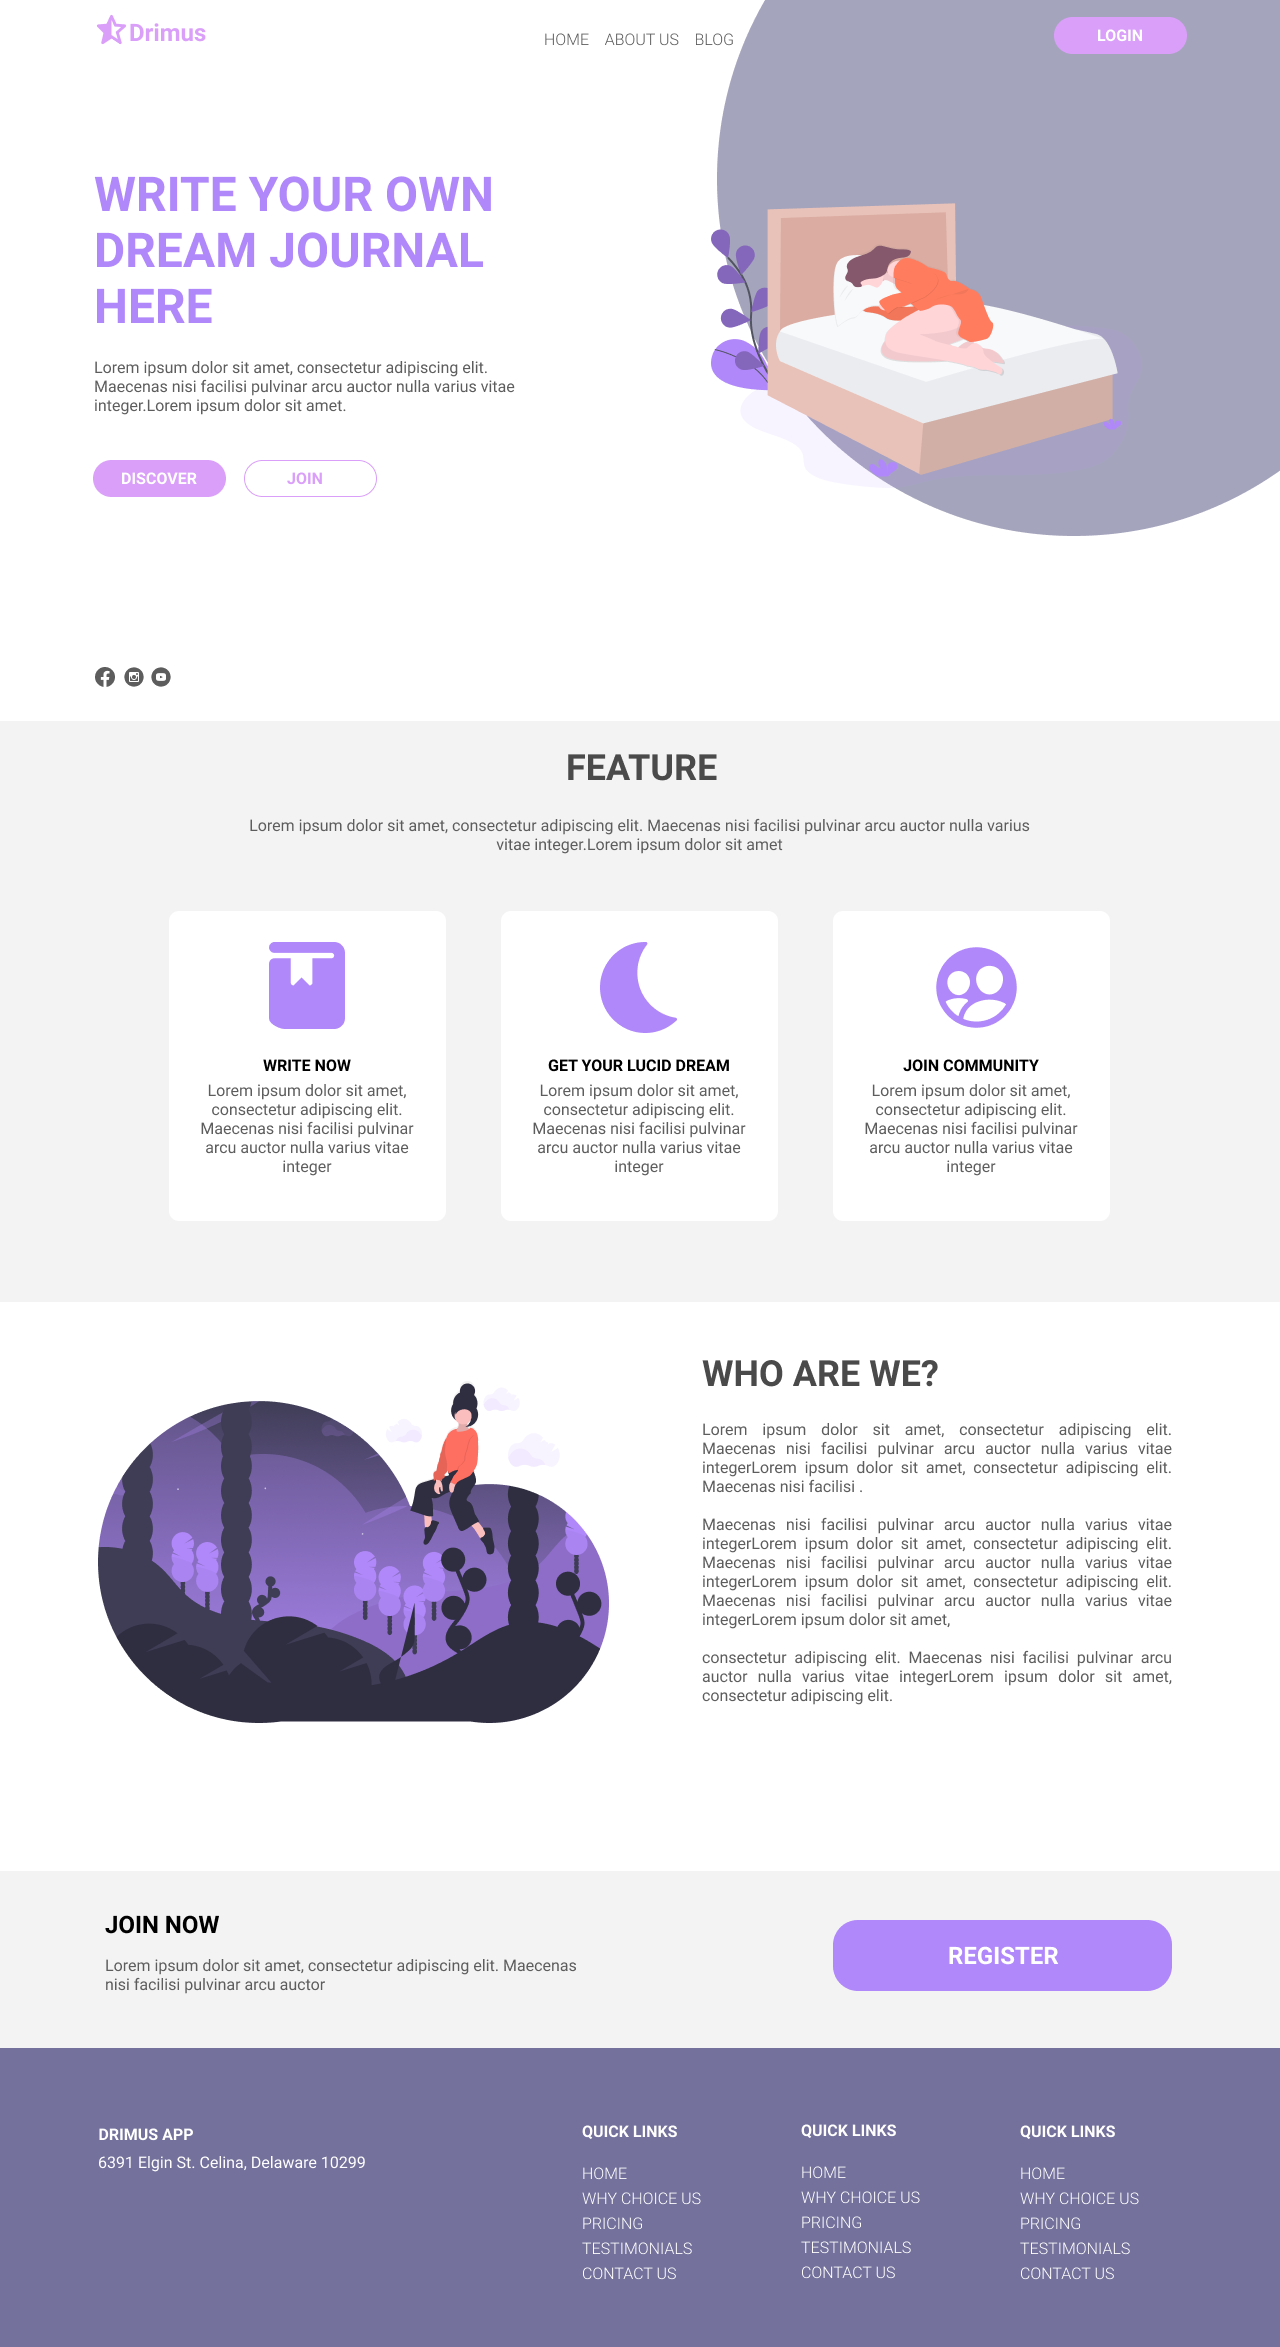 Drimus
HOME ABOUT US BLOG
LOGIN
WRITE YOUR OWN
DREAM JOURNAL
HERE
Lorem ipsum dolor sit amet, consectetur adipiscing elit.
Maecenas nisi facilisi pulvinar arcu auctor nulla varius vitae
integer.Lorem ipsum dolor sit amet.
DISCOVER
JOIN
FEATURE
Lorem ipsum dolor sit amet, consectetur adipiscing elit. Maecenas nisi facilisi pulvinar arcu auctor nulla varius
vitae integer.Lorem ipsum dolor sit amet
WRITE NOW
Lorem ipsum dolor sit amet,
consectetur adipiscing elit.
Maecenas nisi facilisi pulvinar
arcu auctor nulla varius vitae
integer
GET YOUR LUCID DREAM
Lorem ipsum dolor sit amet,
consectetur adipiscing elit.
Maecenas nisi facilisi pulvinar
arcu auctor nulla varius vitae
integer
JOIN COMMUNITY
Lorem ipsum dolor sit amet,
consectetur adipiscing elit.
Maecenas nisi facilisi pulvinar
arcu auctor nulla varius vitae
integer
WHO ARE WE?
Lorem ipsum dolor sit amet, consectetur adipiscing elit.
Maecenas nisi facilisi pulvinar arcu auctor nulla varius vitae
integerLorem ipsum dolor sit amet, consectetur adipiscing elit.
Maecenas nisi facilisi .
Maecenas nisi facilisi pulvinar arcu auctor nulla varius vitae
integerLorem ipsum dolor sit amet, consectetur adipiscing elit.
Maecenas nisi facilisi pulvinar arcu auctor nulla varius vitae
integerLorem ipsum dolor sit amet, consectetur adipiscing elit.
Maecenas nisi facilisi pulvinar arcu auctor nulla varius vitae
integerLorem ipsum dolor sit amet,
consectetur adipiscing elit. Maecenas nisi facilisi pulvinar arcu
auctor nulla varius vitae integerLorem ipsum dolor sit amet,
consectetur adipiscing elit.
JOIN NOW
Lorem ipsum dolor sit amet, consectetur adipiscing elit. Maecenas
nisi facilisi pulvinar arcu auctor
REGISTER
DRIMUS APP
6391 Elgin St. Celina, Delaware 10299
QUICK LINKS
HOME
WHY CHOICE US
PRICING
TESTIMONIALS
CONTACT US
QUICK LINKS
HOME
WHY CHOICE US
PRICING
TESTIMONIALS
CONTACT US
QUICK LINKS
HOME
WHY CHOICE US
PRICING
TESTIMONIALS
CONTACT US